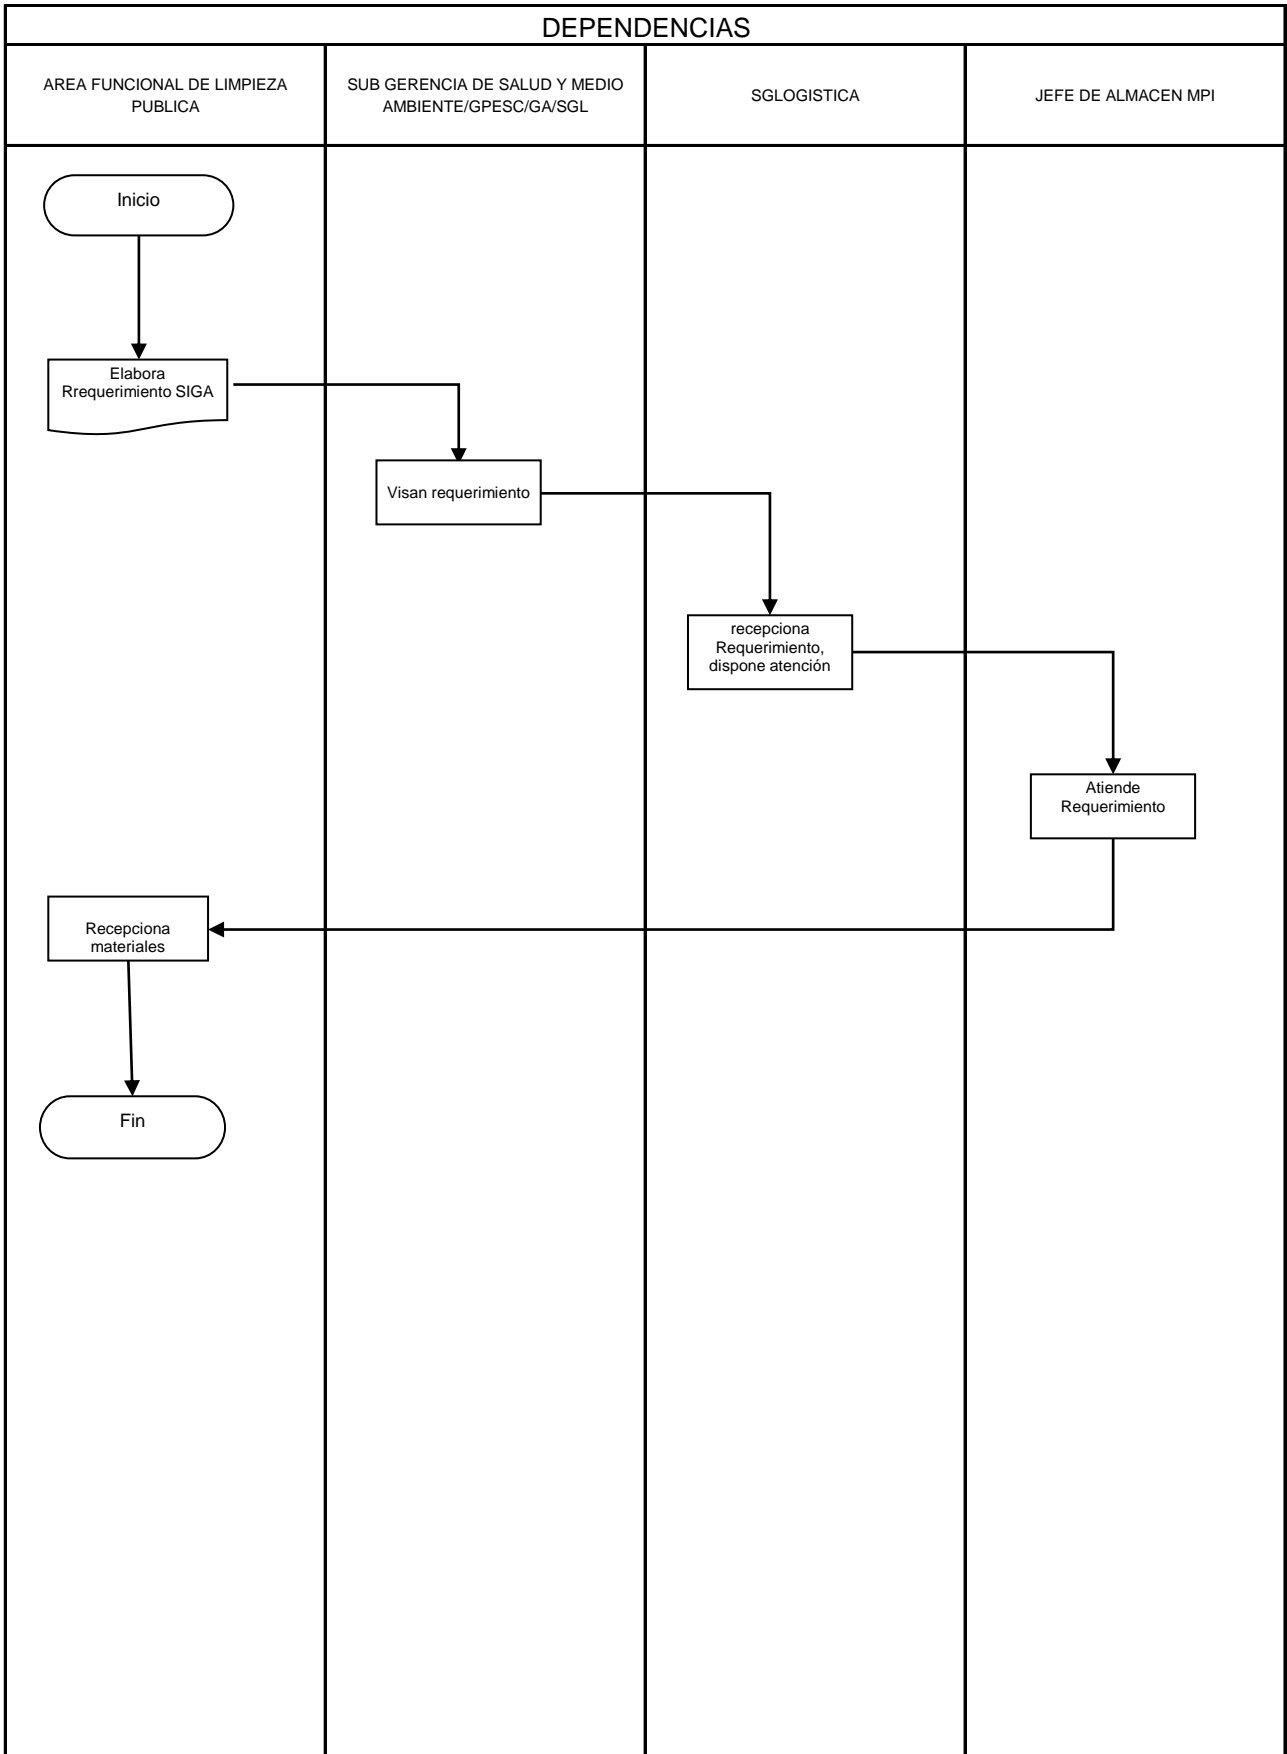 DEPENDENCIAS
AREA FUNCIONAL DE LIMPIEZA
PUBLICA
SUB GERENCIA DE SALUD Y MEDIO
AMBIENTE/GPESC/GA/SGL
SGLOGISTICA
JEFE DE ALMACEN MPI
Inicio
Elabora
Rrequerimiento SIGA
Visan requerimiento
recepciona
Requerimiento,
dispone atención
Atiende
Requerimiento
Recepciona
materiales
Fin